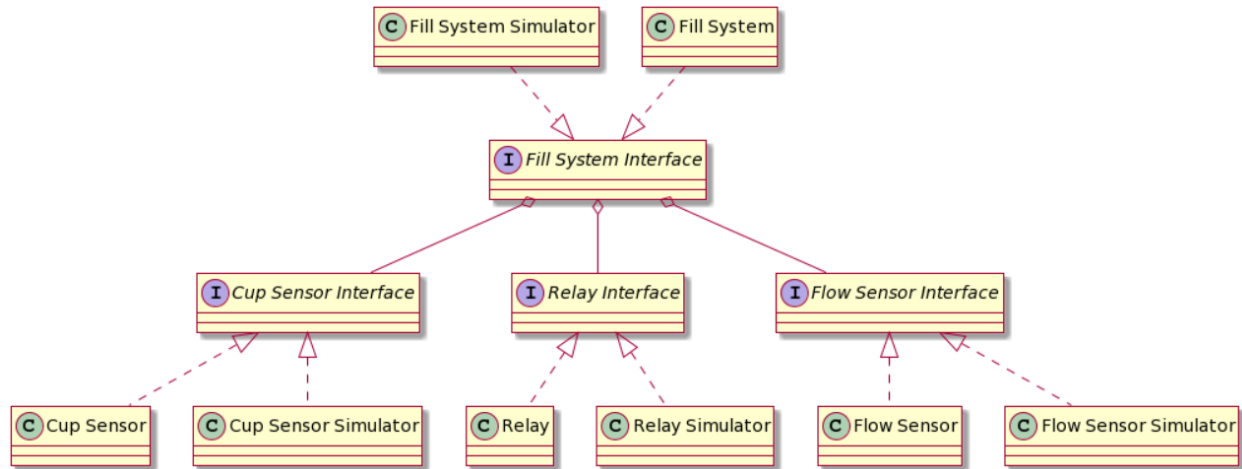 C Fill System Simulator
C Fill System
I Fill System Interface
I Cup Sensor Interface
I Relay Interface
I Flow Sensor Interface
C Cup Sensor
C Cup Sensor Simulator
C Relay
C Relay Simulator
C Flow Sensor
C Flow Sensor Simulator